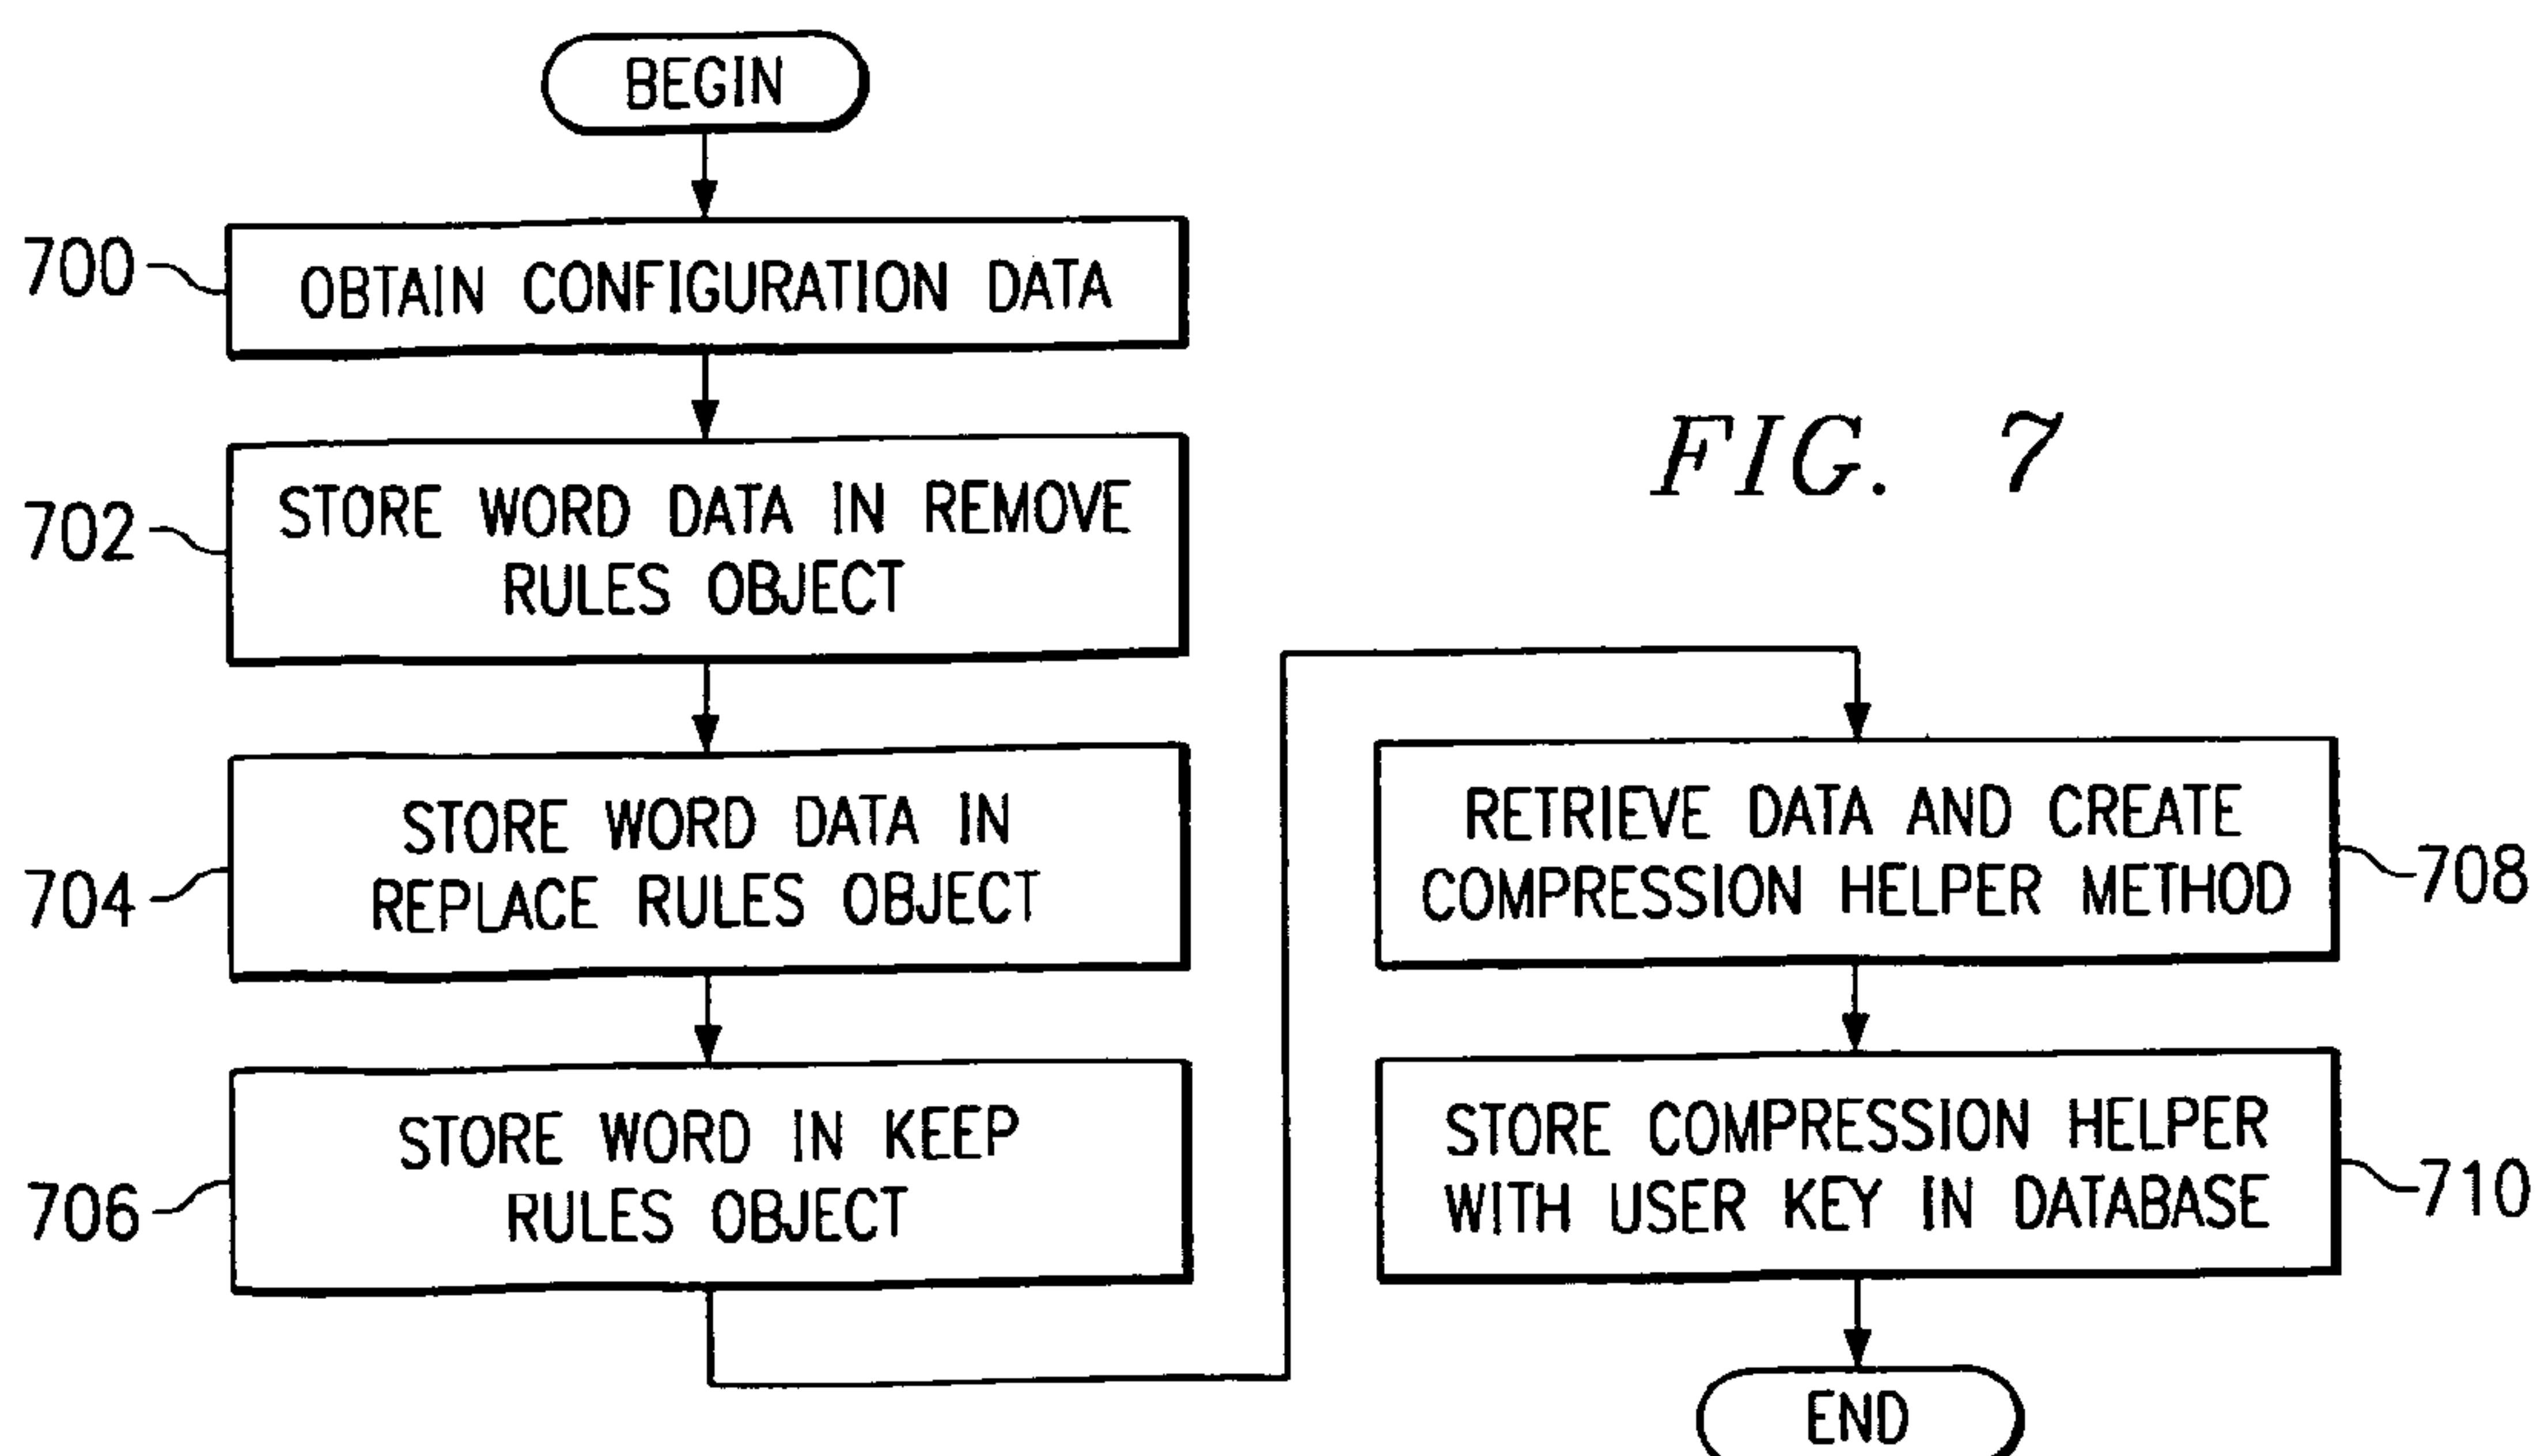 BEGIN
700
OBTAIN CONFIGURATION DATA
702
STORE WORD DATA IN REMOVE
RULES OBJECT
704
STORE WORD DATA IN
REPLACE RULES OBJECT
706
STORE WORD IN KEEP
RULES OBJECT
FIG. 7
RETRIEVE DATA AND CREATE
COMPRESSION HELPER METHOD
708
STORE COMPRESSION HELPER
WITH USER KEY IN DATABASE
710
END